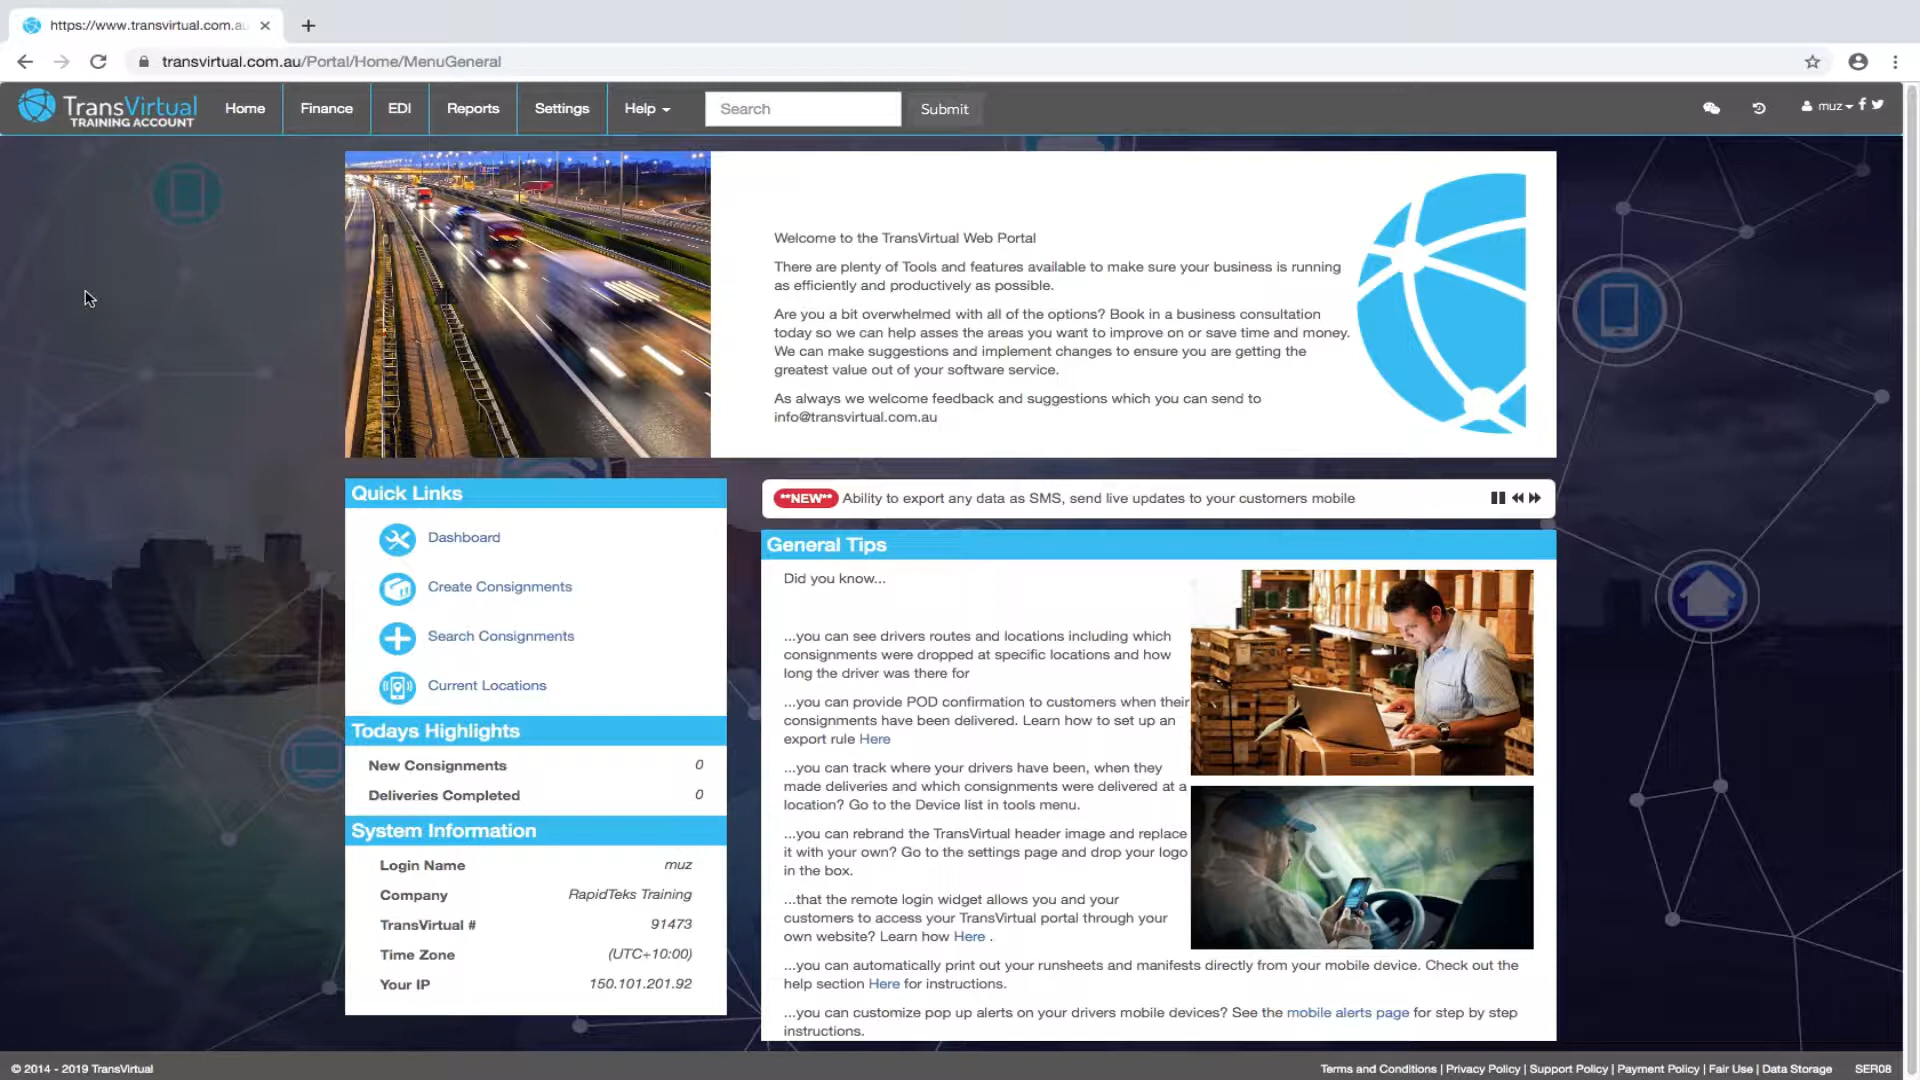 https://www.transvirtual.com.au
transvirtual.com.au/Portal/Home/MenuGeneral
TransVirtual
TRAINING ACCOUNT
Home
Finance
EDI
Reports
Settings
Help
Search
Submit
muz
Welcome to the TransVirtual Web Portal
There are plenty of Tools and features available to make sure your business is running
as efficiently and productively as possible.
Are you a bit overwhelmed with all of the options? Book in a business consultation
today so we can help asses the areas you want to improve on or save time and money.
We can make suggestions and implement changes to ensure you are getting the
greatest value out of your software service.
As always we welcome feedback and suggestions which you can send to
info@transvirtual.com.au
Quick Links
Dashboard
Create Consignments
Search Consignments
Current Locations
Todays Highlights
New Consignments 0
Deliveries Completed 0
System Information
Login Name muz
Company RapidTeks Training
TransVirtual # 91473
Time Zone (UTC+10:00)
Your IP 150.101.201.92
**NEW** Ability to export any data as SMS, send live updates to your customers mobile
General Tips
Did you know...
...you can see drivers routes and locations including which
consignments were dropped at specific locations and how
long the driver was there for
...you can provide POD confirmation to customers when their
consignments have been delivered. Learn how to set up an
export rule Here
...you can track where your drivers have been, when they
made deliveries and which consignments were delivered at a
location? Go to the Device list in tools menu.
...you can rebrand the TransVirtual header image and replace
it with your own? Go to the settings page and drop your logo
in the box.
...that the remote login widget allows you and your
customers to access your TransVirtual portal through your
own website? Learn how Here .
...you can automatically print out your runsheets and manifests directly from your mobile device. Check out the
help section Here for instructions.
...you can customize pop up alerts on your drivers mobile devices? See the mobile alerts page for step by step
instructions.
© 2014 - 2019 TransVirtual
Terms and Conditions | Privacy Policy | Support Policy | Payment Policy | Fair Use | Data Storage SER08